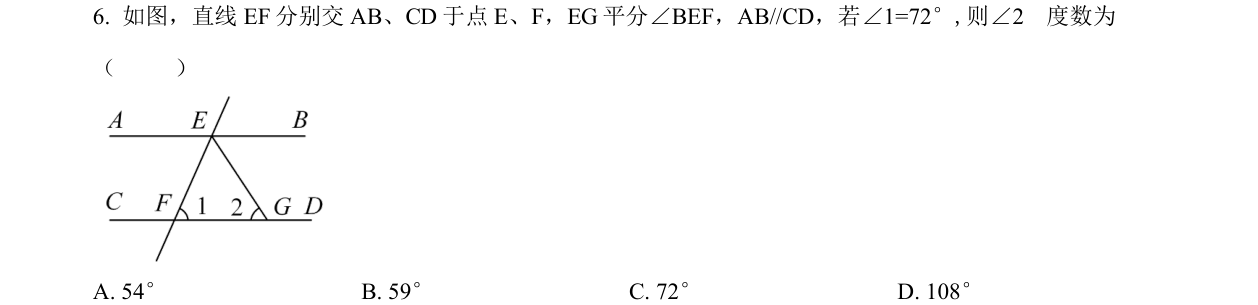 6. 如图，直线 EF 分别交 AB、CD 于点 E、F，EG 平分∠BEF，AB//CD，若∠1=72°,则∠2 度数为
（ ）
A E B
C F 1 2 G D
A. 54° B. 59° C. 72° D. 108°